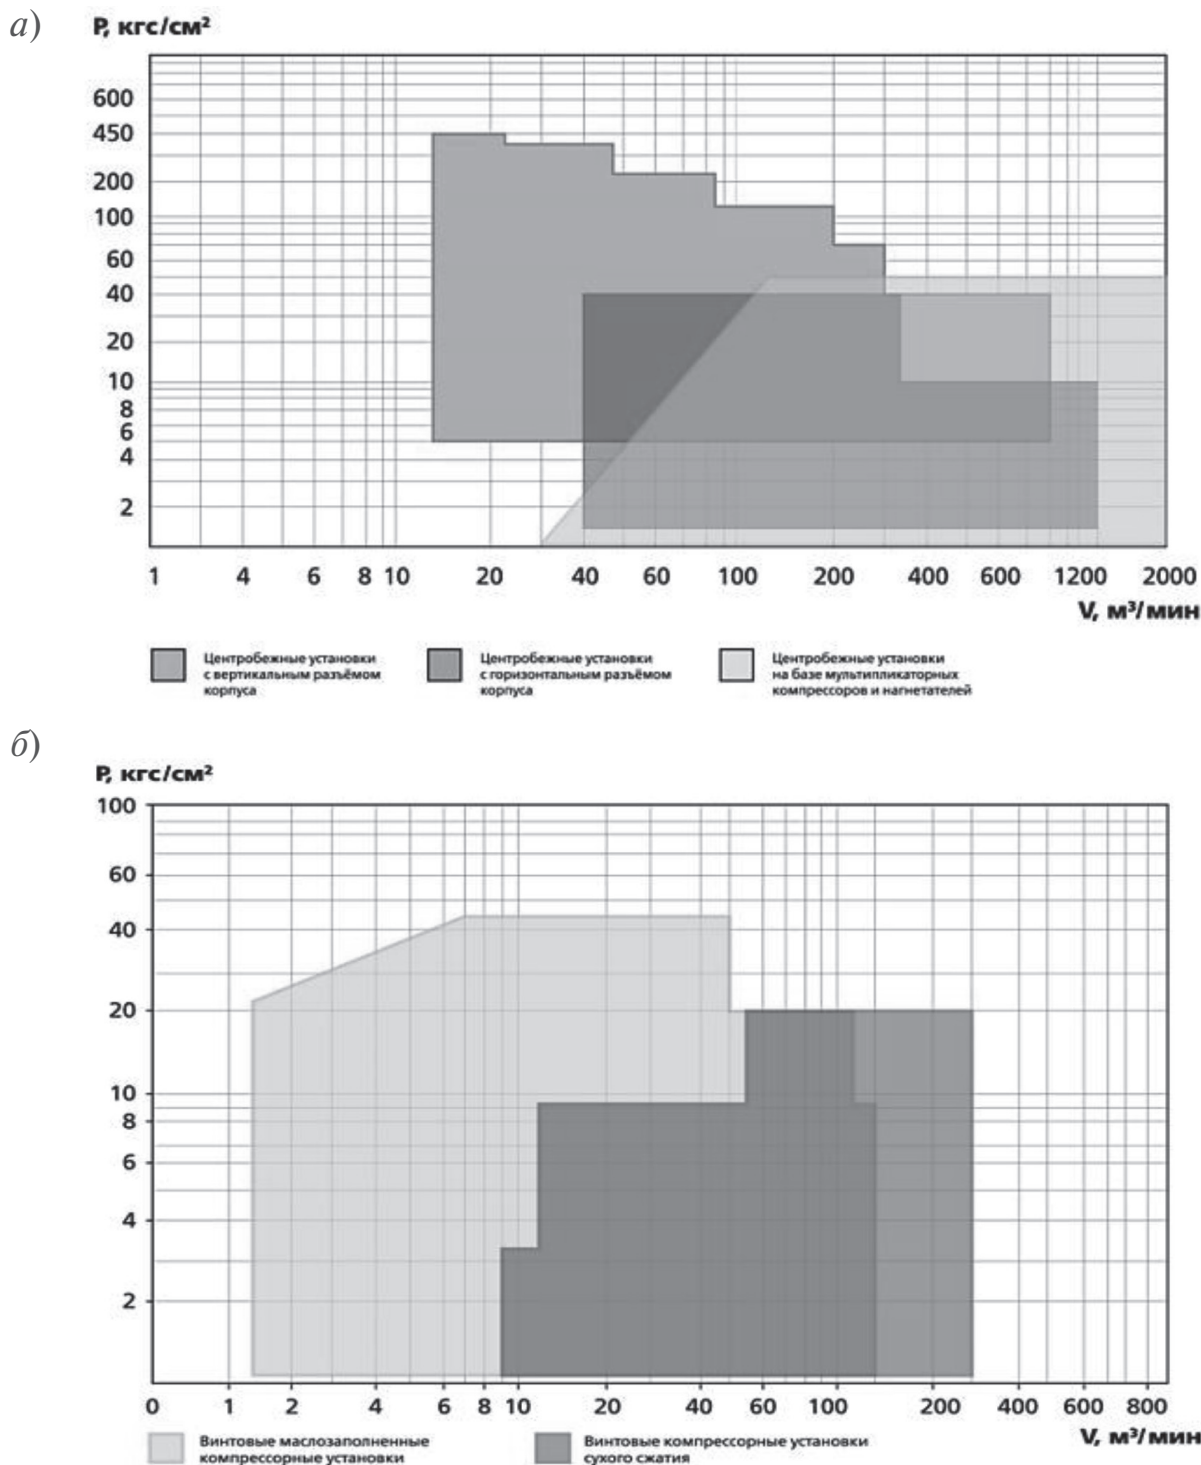 а)
P, кгс/см²
600
450
200
100
60
40
20
10
8
6
4
2
1 4 6 8 10 20 40 60 100 200 400 600 1200 2000
V, м³/мин
Центробежные установки
с вертикальным разъёмом
корпуса
Центробежные установки
с горизонтальным разъёмом
корпуса
Центробежные установки
на базе мультипликаторных
компрессоров и нагнетателей
б)
P, кгс/см²
100
60
40
20
10
8
6
4
2
0 1 2 4 6 8 10 20 40 60 100 200 400 600 800
V, м³/мин
Винтовые маслозаполненные
компрессорные установки
Винтовые компрессорные установки
сухого сжатия